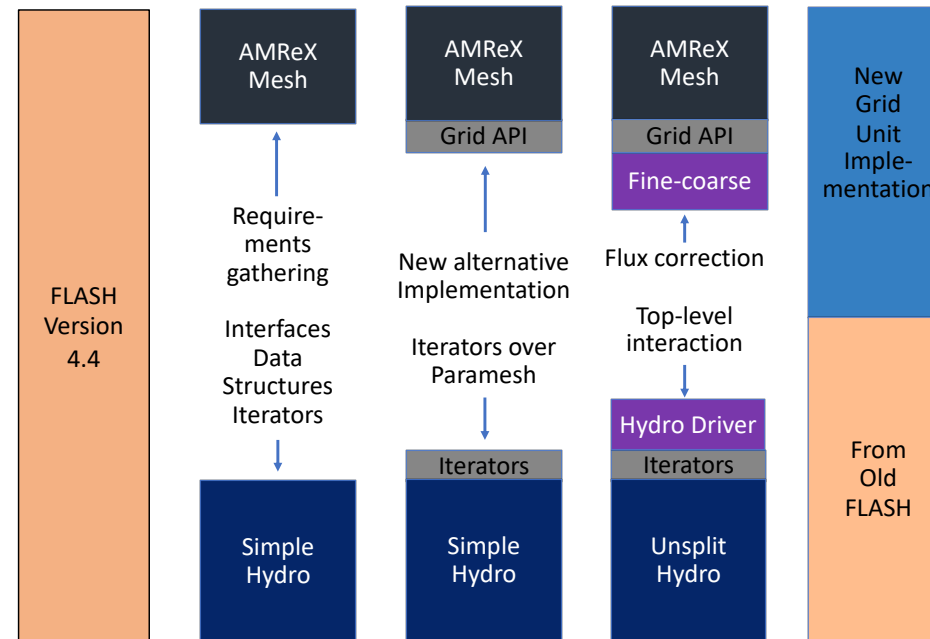 FLASH
Version
4.4
AMReX
Mesh
Require-
ments
gathering
Interfaces
Data
Structures
Iterators
Simple
Hydro
AMReX
Mesh
Grid API
New alternative
Implementation
Iterators over
Paramesh
Iterators
Simple
Hydro
AMReX
Mesh
Grid API
Fine-coarse
Flux correction
Top-level
interaction
Hydro Driver
Iterators
Unsplit
Hydro
New
Grid
Unit
Imple-
mentation
From
Old
FLASH